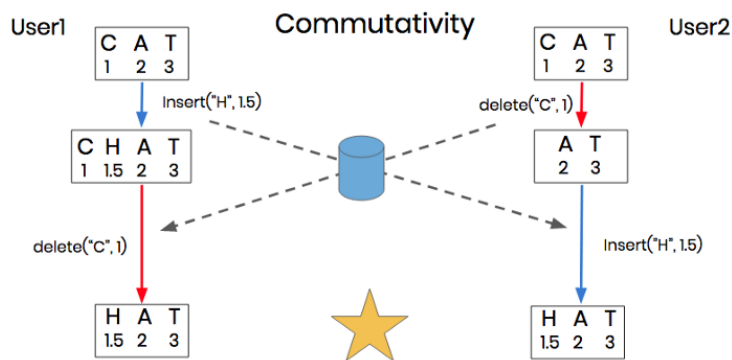 Commutativity
User1
User2
C A T
1 2 3
C A T
1 2 3
Insert("H", 1.5)
delete("C", 1)
C H A T
1 1.5 2 3
A T
2 3
delete("C", 1)
Insert("H", 1.5)
H A T
1.5 2 3
H A T
1.5 2 3